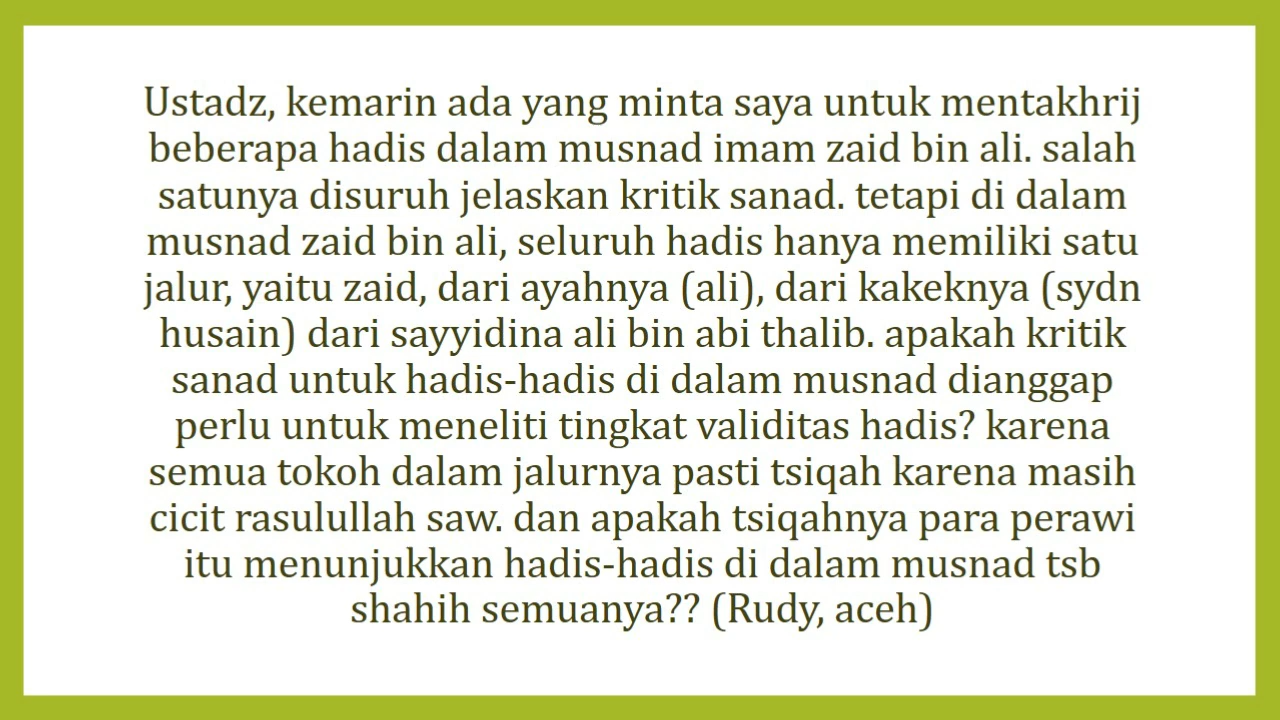 Ustadz, kemarin ada yang minta saya untuk mentakhrij
beberapa hadis dalam musnad imam zaid bin ali. salah
satunya disuruh jelaskan kritik sanad. tetapi di dalam
musnad zaid bin ali, seluruh hadis hanya memiliki satu
jalur, yaitu zaid, dari ayahnya (ali), dari kakeknya (sydn
husain) dari sayyidina ali bin abi thalib. apakah kritik
sanad untuk hadis-hadis di dalam musnad dianggap
perlu untuk meneliti tingkat validitas hadis? karena
semua tokoh dalam jalurnya pasti tsiqah karena masih
cicit rasulullah saw. dan apakah tsiqahnya para perawi
itu menunjukkan hadis-hadis di dalam musnad tsb
shahih semuanya?? (Rudy, aceh)